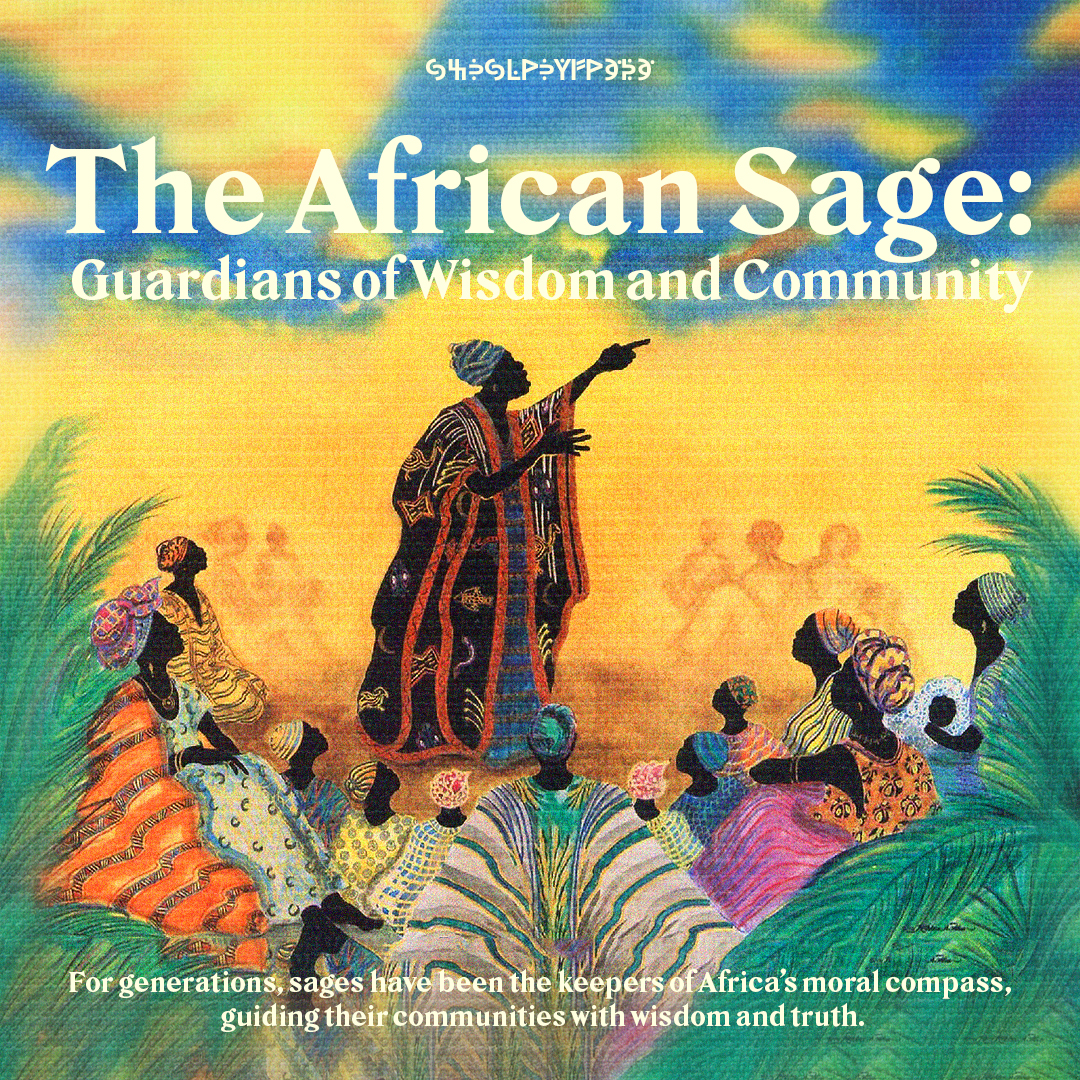 The African Sage:
Guardians of Wisdom and Community
For generations, sages have been the keepers of Africa’s moral compass,
guiding their communities with wisdom and truth.